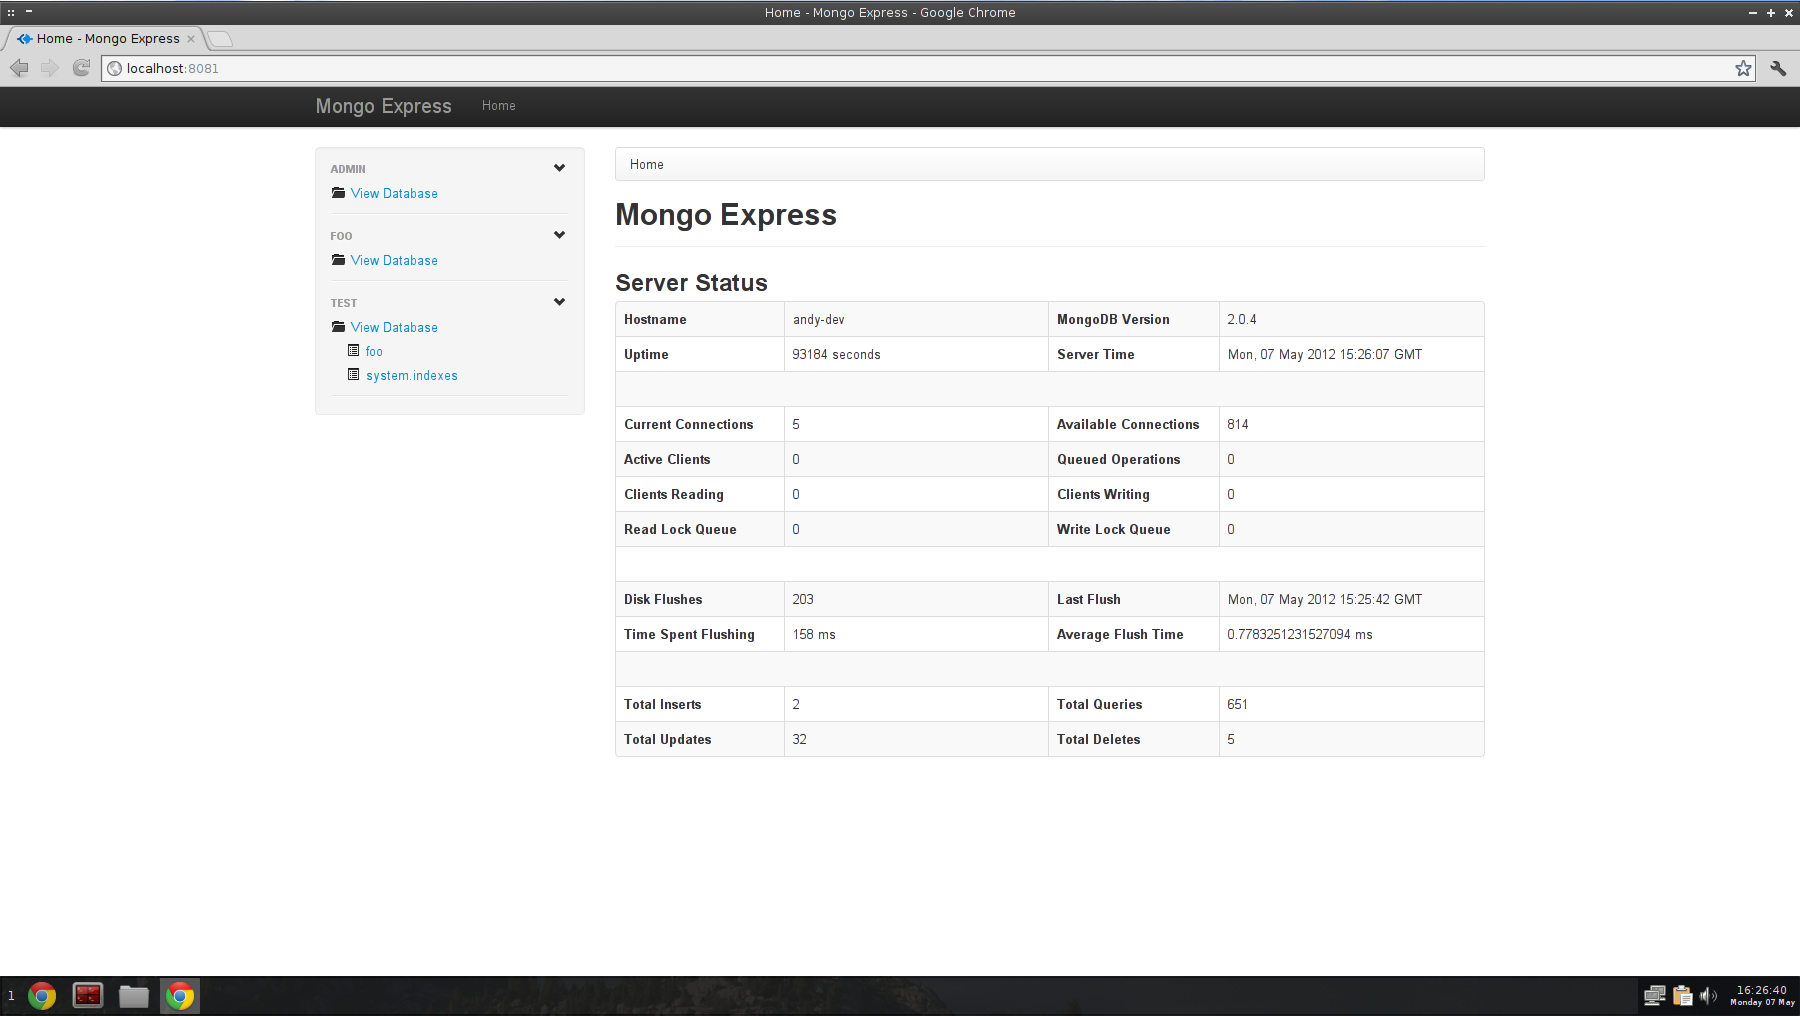 Home - Mongo Express - Google Chrome
Home - Mongo Express
localhost:8081
Mongo Express Home
ADMIN
View Database
FOO
View Database
TEST
View Database
foo
system.indexes
Home
Mongo Express
Server Status
Hostname andy-dev MongoDB Version 2.0.4
Uptime 93184 seconds Server Time Mon, 07 May 2012 15:26:07 GMT
Current Connections 5 Available Connections 814
Active Clients 0 Queued Operations 0
Clients Reading 0 Clients Writing 0
Read Lock Queue 0 Write Lock Queue 0
Disk Flushes 203 Last Flush Mon, 07 May 2012 15:25:42 GMT
Time Spent Flushing 158 ms Average Flush Time 0.7783251231527094 ms
Total Inserts 2 Total Queries 651
Total Updates 32 Total Deletes 5
1
16:26:40
Monday 07 May